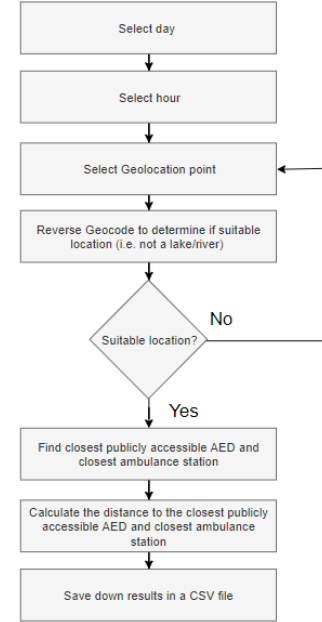 Select day
Select hour
Select Geolocation point
Reverse Geocode to determine if suitable
location (i.e. not a lake/river)
Suitable location?
No
Yes
Find closest publicly accessible AED and
closest ambulance station
Calculate the distance to the closest publicly
accessible AED and closest ambulance
station
Save down results in a CSV file